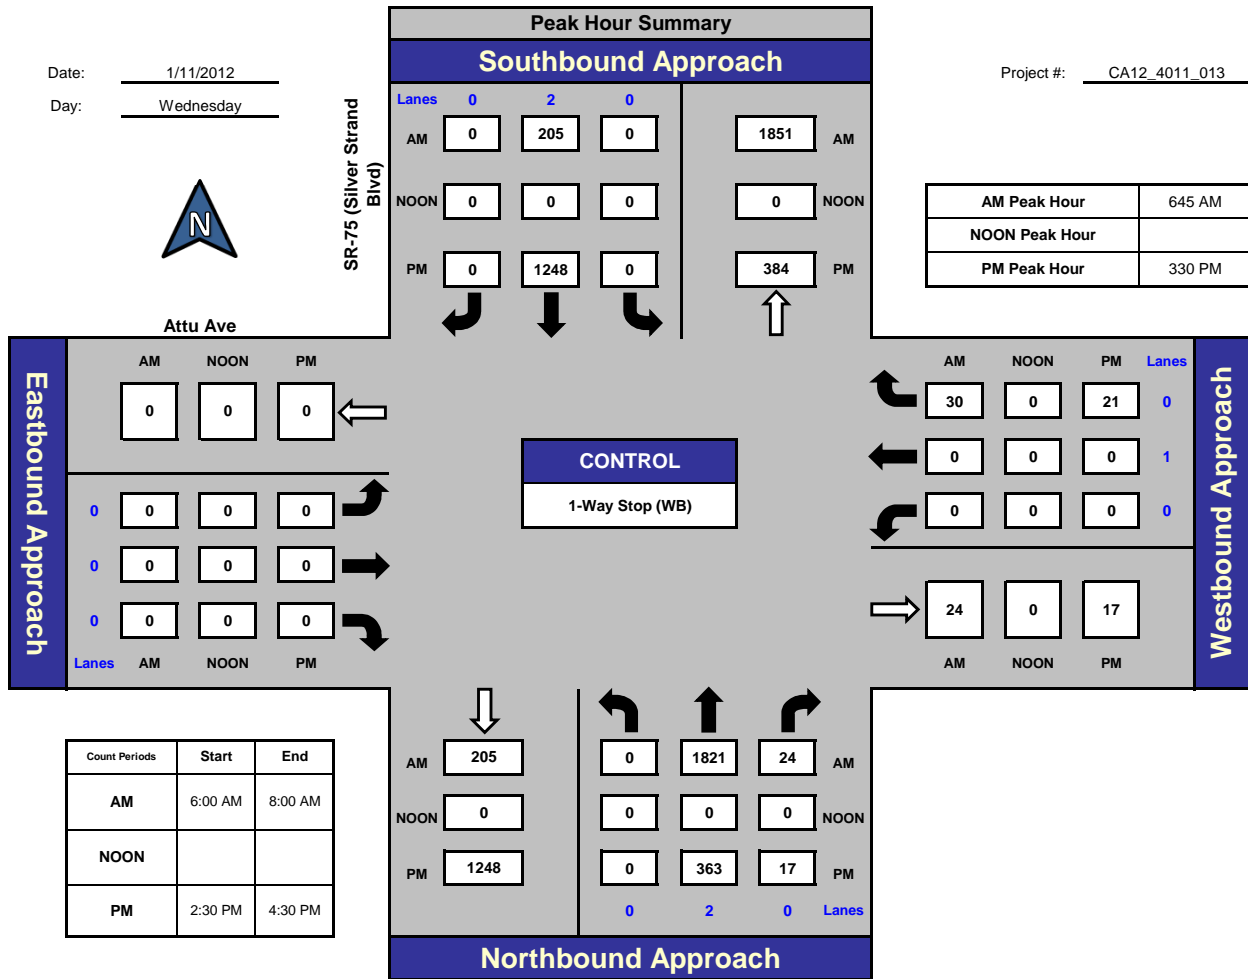 Peak Hour Summary
Southbound Approach
Date: 1/11/2012
Day: Wednesday
Project #: CA12_4011_013
N
SR-75 (Silver Strand
Blvd)
Lanes 0 2 0
AM 0 205 0 1851 AM
NOON 0 0 0 0 NOON
PM 0 1248 0 384 PM
AM Peak Hour 645 AM
NOON Peak Hour
PM Peak Hour 330 PM
Attu Ave
Eastbound Approach
AM NOON PM
0 0 0
0 0 0 0
0 0 0 0
0 0 0 0
Lanes AM NOON PM
CONTROL
1-Way Stop (WB)
AM NOON PM Lanes
30 0 21 0
0 0 0 1
0 0 0 0
24 0 17
AM NOON PM
Westbound Approach
Count Periods Start End
AM 6:00 AM 8:00 AM
NOON
PM 2:30 PM 4:30 PM
AM 205 0 1821 24 AM
NOON 0 0 0 0 NOON
PM 1248 0 363 17 PM
0 2 0 Lanes
Northbound Approach